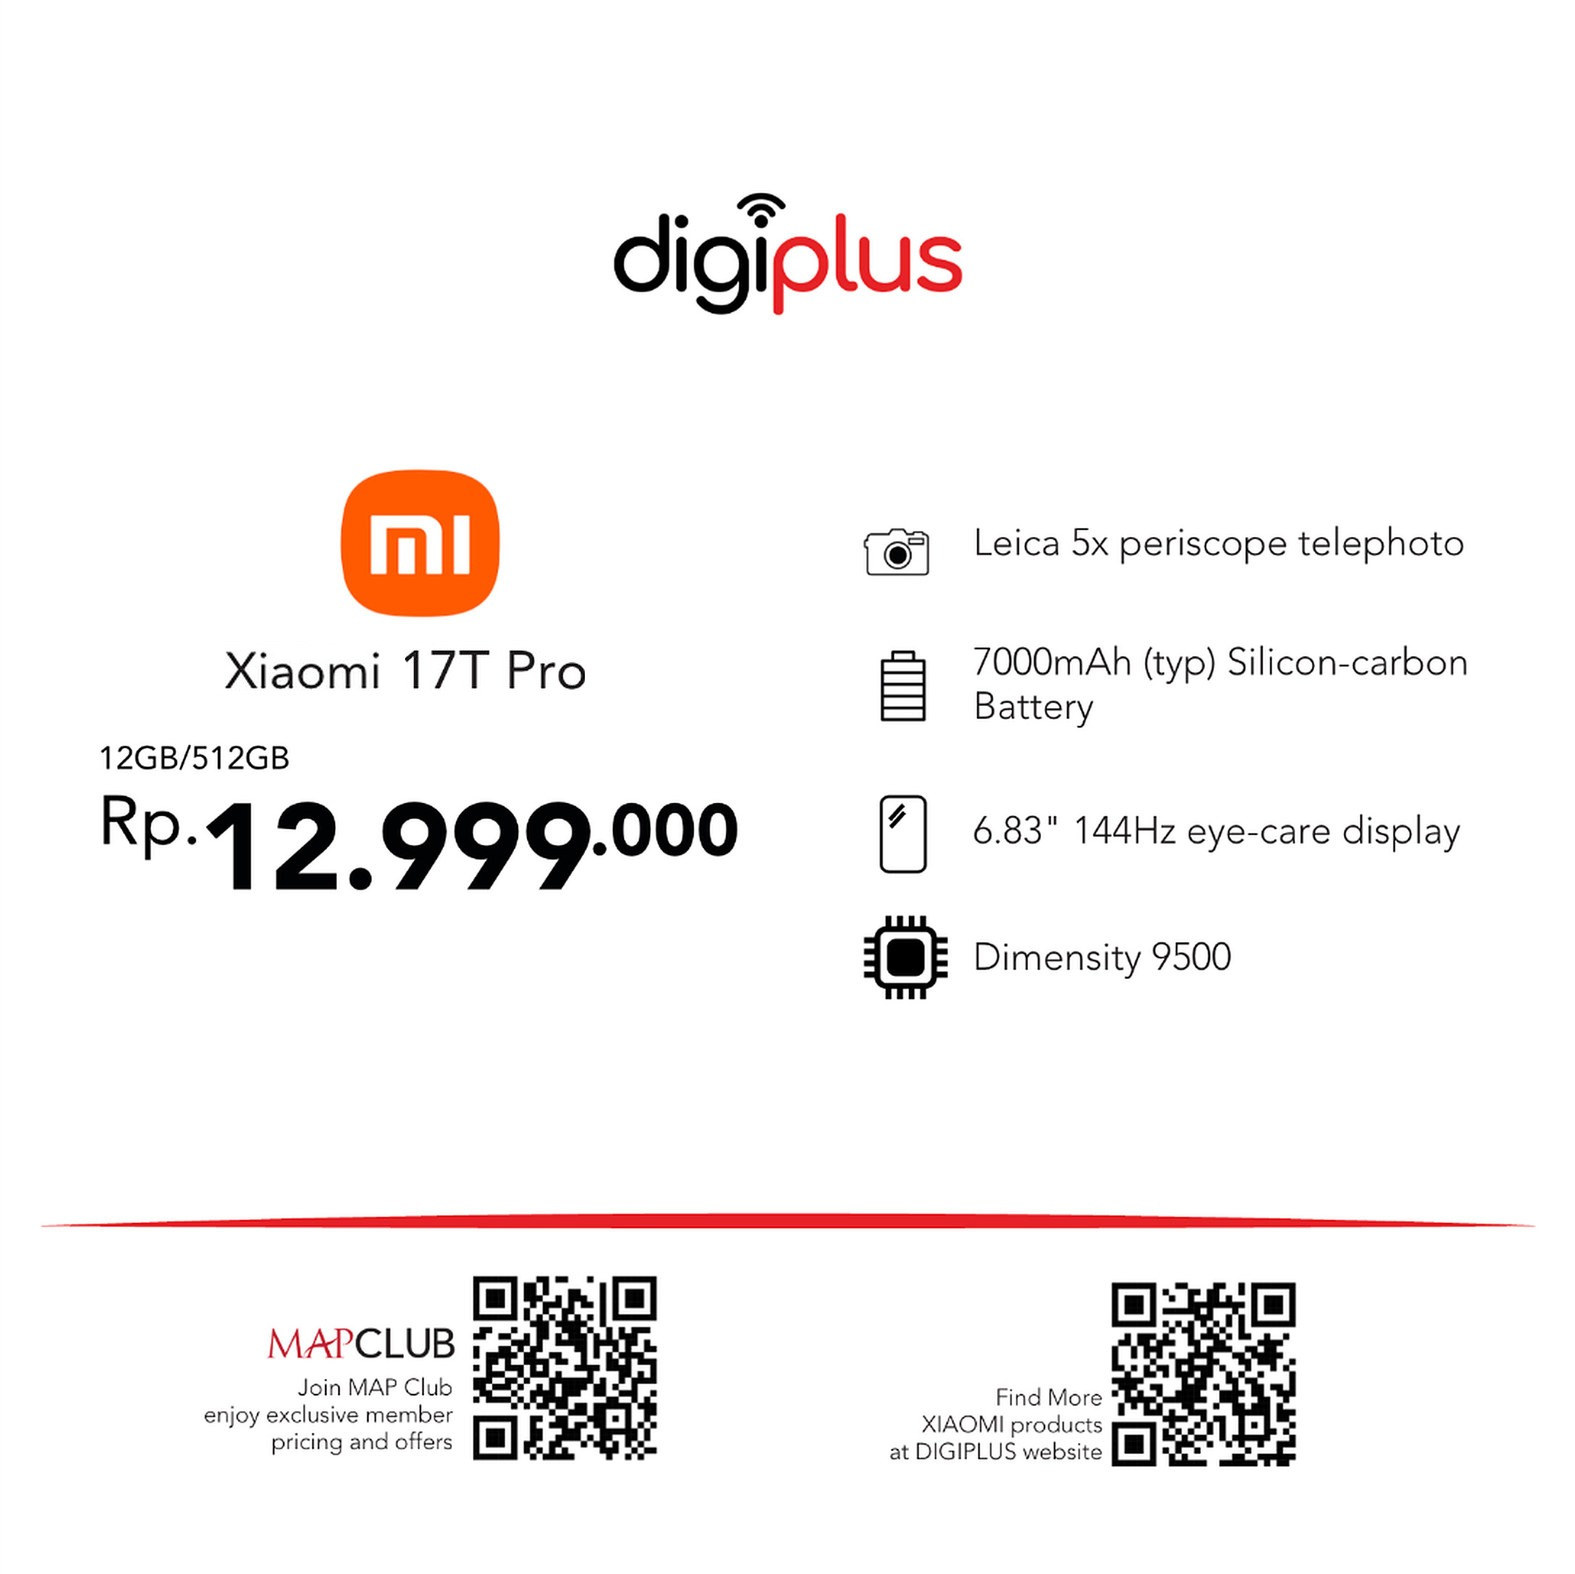 digiplus
mi
Xiaomi 17T Pro
12GB/512GB
Rp.12.999.000
Leica 5x periscope telephoto
7000mAh (typ) Silicon-carbon
Battery
6.83" 144Hz eye-care display
Dimensity 9500
MAPCLUB
Join MAP Club
enjoy exclusive member
pricing and offers
Find More
XIAOMI products
at DIGIPLUS website